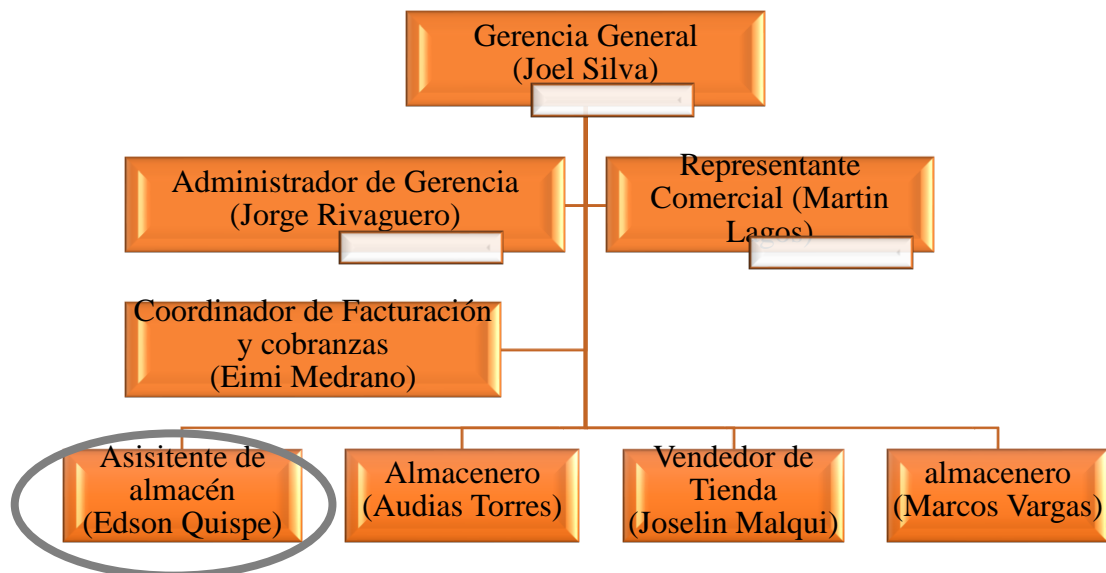 Gerencia General
(Joel Silva)
Administrador de Gerencia
(Jorge Rivaguero)
Representante
Comercial (Martin
Lagos)
Coordinador de Facturación
y cobranzas
(Eimi Medrano)
Asisitente de
almacén
(Edson Quispe)
Almacenero
(Audias Torres)
Vendedor de
Tienda
(Joselin Malqui)
almacenero
(Marcos Vargas)